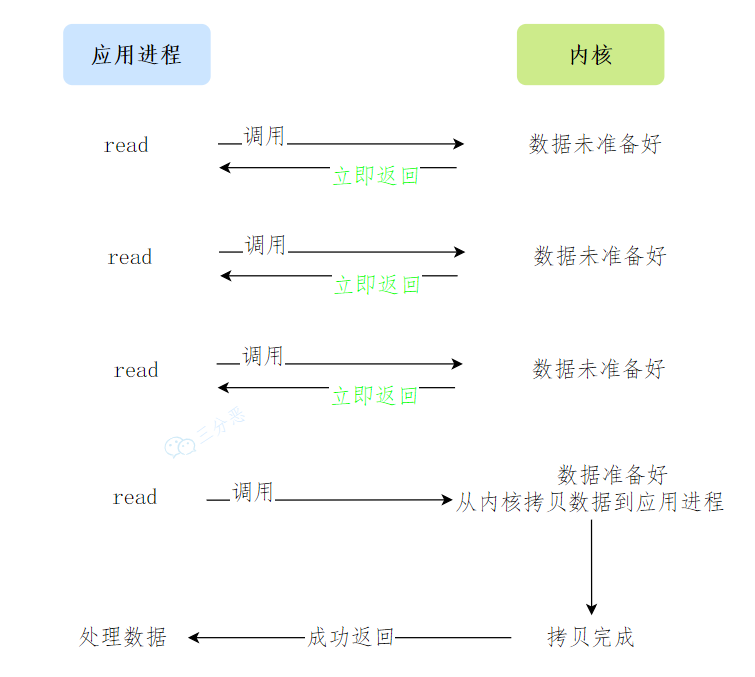 应用进程
内核
read
调用
数据未准备好
立即返回
read
调用
数据未准备好
立即返回
read
调用
数据未准备好
立即返回
三分恶
read
调用
数据准备好
从内核拷贝数据到应用进程
处理数据
成功返回
拷贝完成